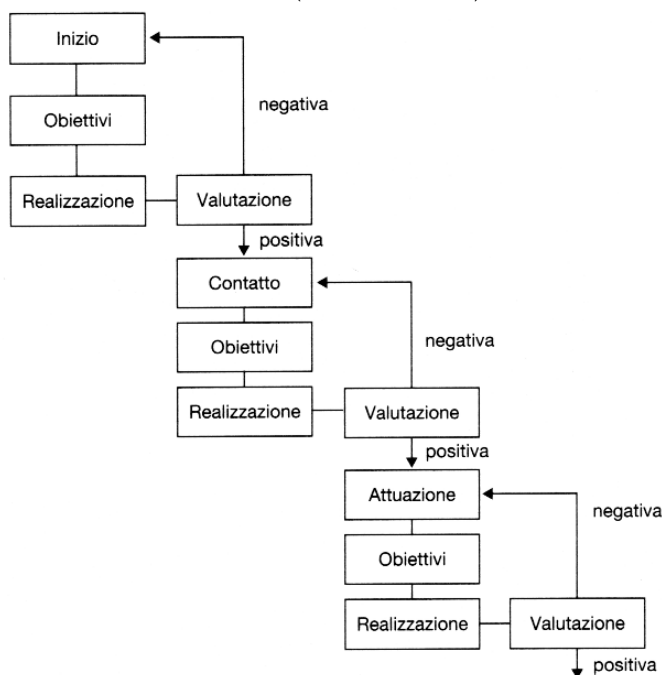 Inizio
negativa
Obiettivi
Realizzazione
Valutazione
positiva
Contatto
Obiettivi
negativa
Realizzazione
Valutazione
positiva
Attuazione
negativa
Obiettivi
Realizzazione
Valutazione
positiva